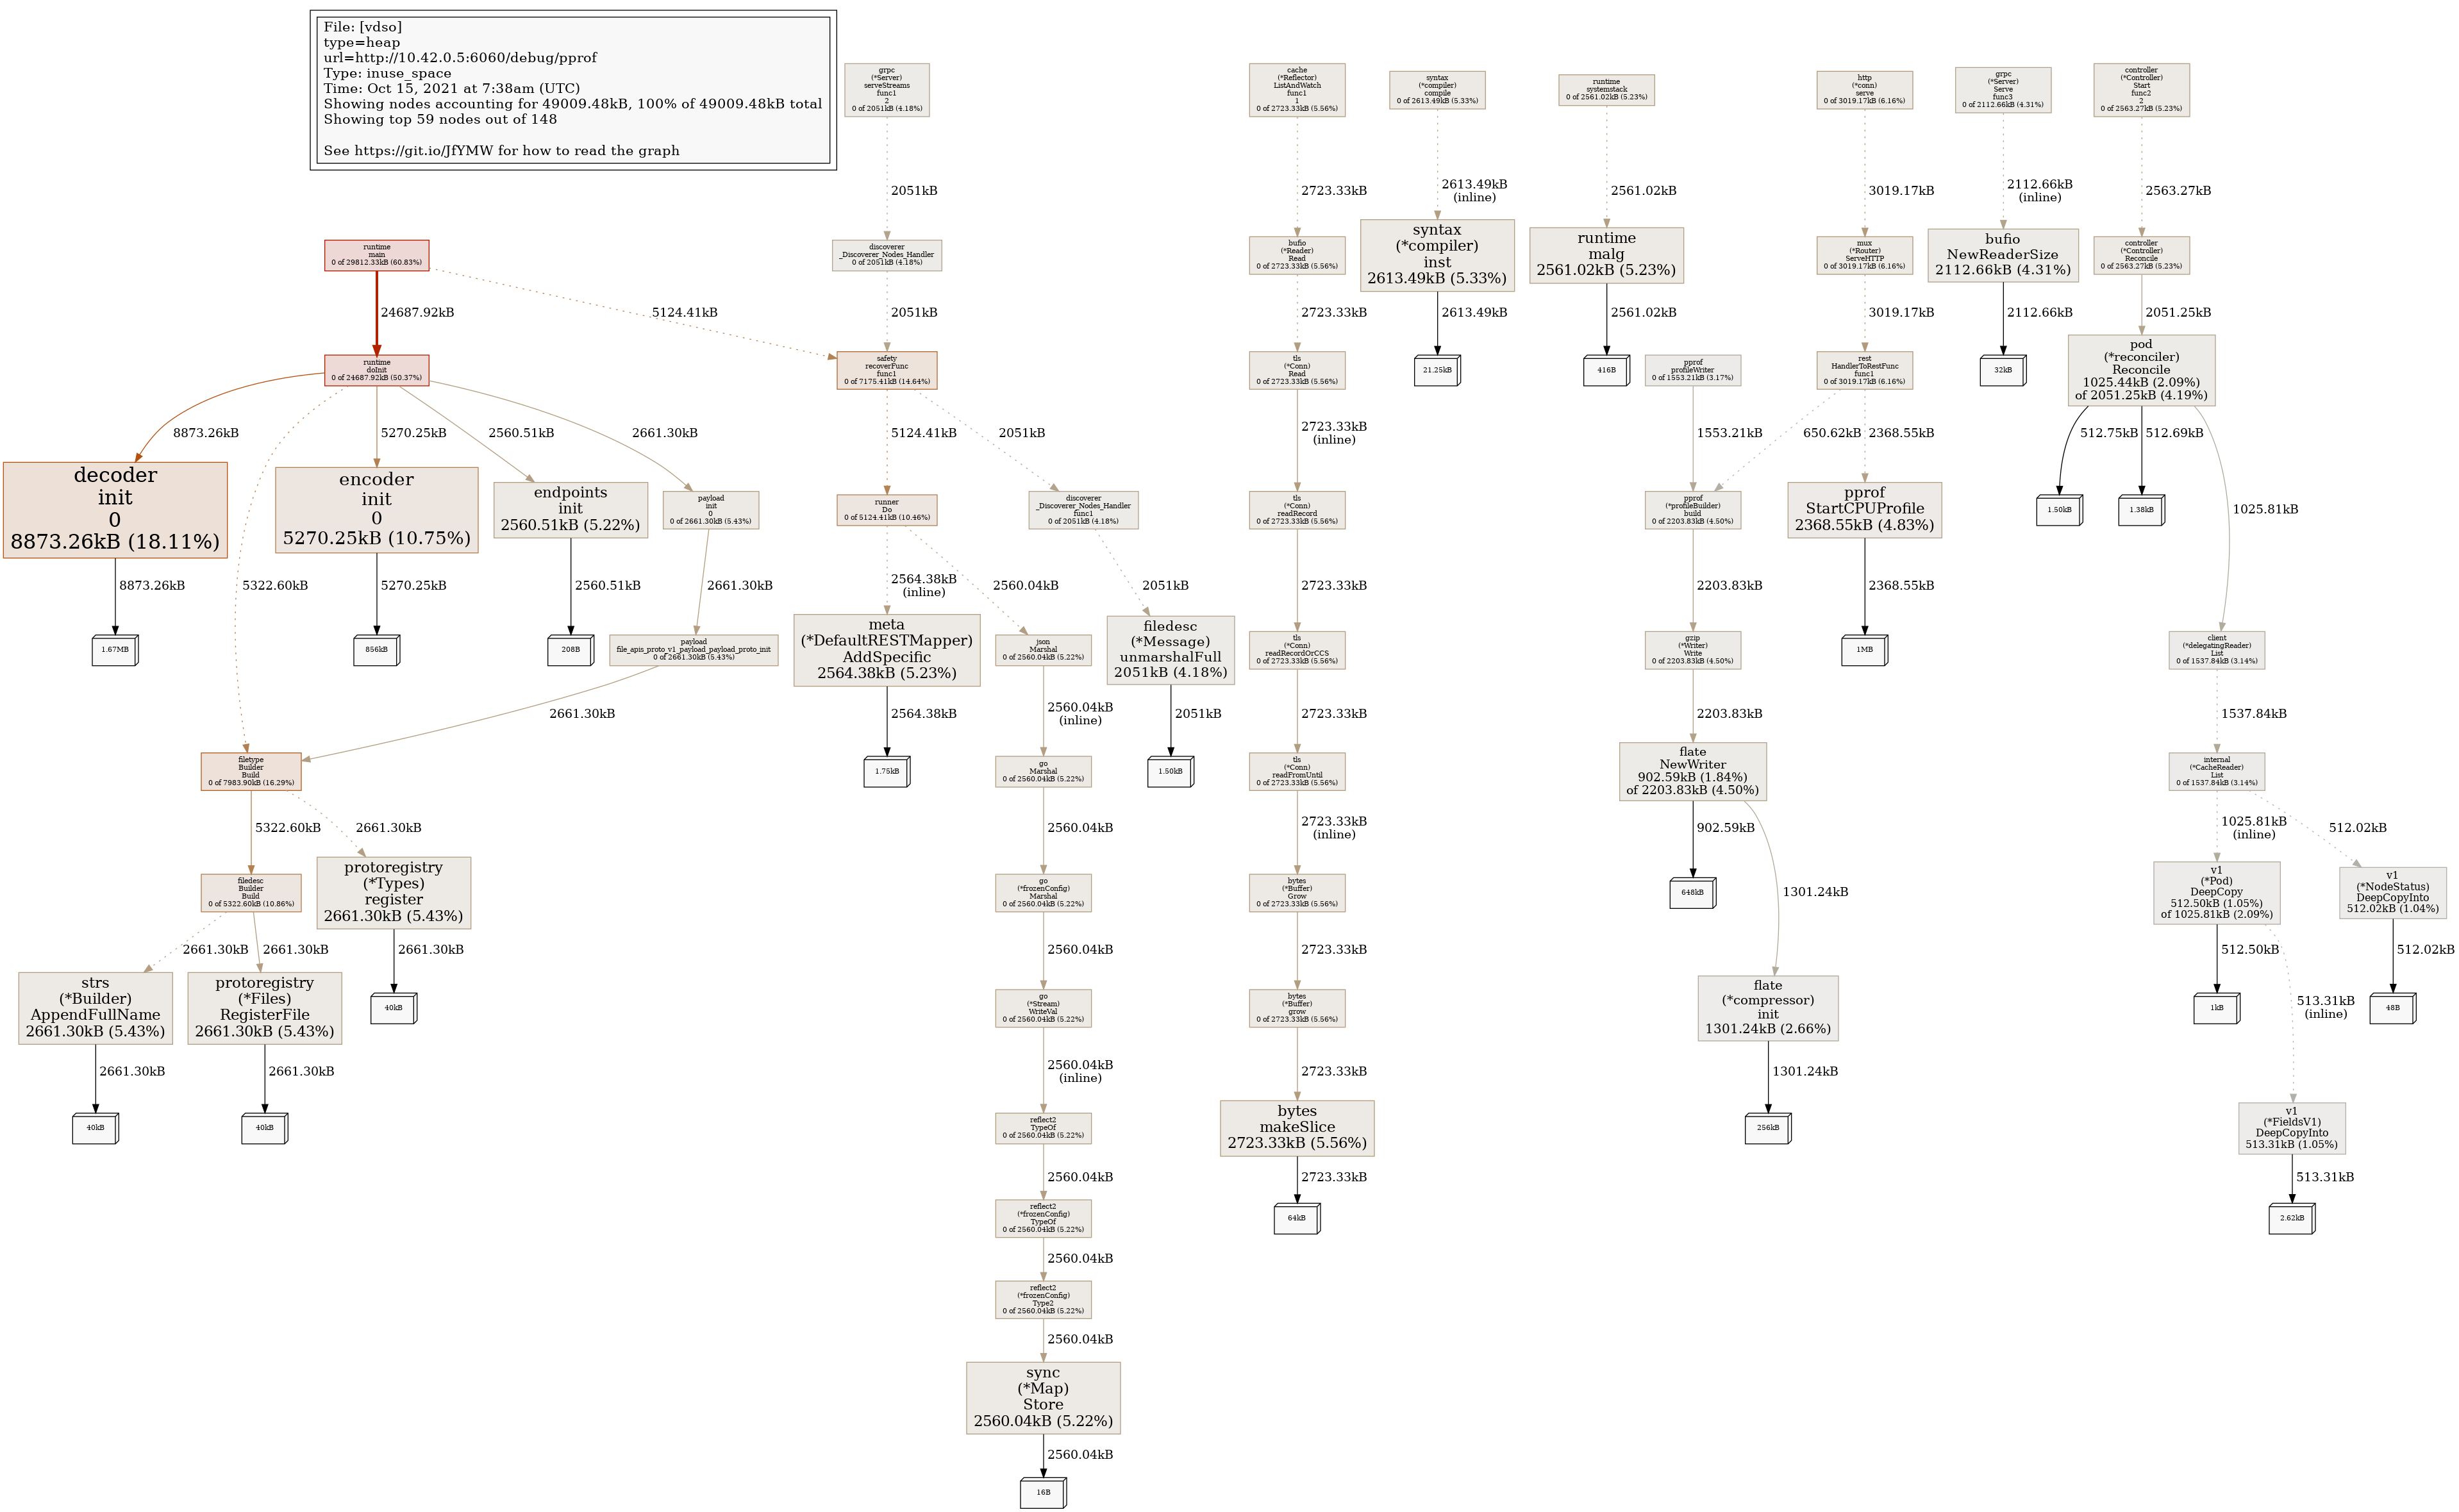 File: [vdso]
type=heap
url=http://10.42.0.5:6060/debug/pprof
Type: inuse_space
Time: Oct 15, 2021 at 7:38am (UTC)
Showing nodes accounting for 49009.48kB, 100% of 49009.48kB total
Showing top 59 nodes out of 148
See https://git.io/JfYMW for how to read the graph
grpc
(*Server)
serveStreams
func1
2
0 of 2051kB (4.18%)
cache
(*Reflector)
ListAndWatch
func1
1
0 of 2723.33kB (5.56%)
syntax
(*compiler)
compile
0 of 2613.49kB (5.33%)
runtime
systemstack
0 of 2561.02kB (5.23%)
http
(*conn)
serve
0 of 3019.17kB (6.16%)
grpc
(*Server)
Serve
func3
0 of 2112.66kB (4.31%)
controller
(*Controller)
Start
func2
2
0 of 2563.27kB (5.23%)
2051kB
2723.33kB
2613.49kB
(inline)
2561.02kB
3019.17kB
2112.66kB
(inline)
2563.27kB
runtime
main
0 of 29812.33kB (60.83%)
discoverer
_Discoverer_Nodes_Handler
0 of 2051kB (4.18%)
bufio
(*Reader)
Read
0 of 2723.33kB (5.56%)
syntax
(*compiler)
inst
2613.49kB (5.33%)
runtime
malg
2561.02kB (5.23%)
mux
(*Router)
ServeHTTP
0 of 3019.17kB (6.16%)
bufio
NewReaderSize
2112.66kB (4.31%)
controller
(*Controller)
Reconcile
0 of 2563.27kB (5.23%)
24687.92kB
5124.41kB
2051kB
2723.33kB
2613.49kB
2561.02kB
3019.17kB
2112.66kB
2051.25kB
runtime
doInit
0 of 24687.92kB (50.37%)
safety
recoverFunc
func1
0 of 7175.41kB (14.64%)
tls
(*Conn)
Read
0 of 2723.33kB (5.56%)
21.25kB
416B
pprof
profileWriter
0 of 1553.21kB (3.17%)
rest
HandlerToRestFunc
func1
0 of 3019.17kB (6.16%)
32kB
pod
(*reconciler)
Reconcile
1025.44kB (2.09%)
of 2051.25kB (4.19%)
8873.26kB
5270.25kB
2560.51kB
2661.30kB
5124.41kB
2051kB
2723.33kB
(inline)
1553.21kB
650.62kB
2368.55kB
512.75kB
512.69kB
decoder
init
0
8873.26kB (18.11%)
encoder
init
0
5270.25kB (10.75%)
endpoints
init
2560.51kB (5.22%)
payload
init
0
0 of 2661.30kB (5.43%)
runner
Do
0 of 5124.41kB (10.46%)
discoverer
_Discoverer_Nodes_Handler
func1
0 of 2051kB (4.18%)
tls
(*Conn)
readRecord
0 of 2723.33kB (5.56%)
pprof
(*profileBuilder)
build
0 of 2203.83kB (4.50%)
pprof
StartCPUProfile
2368.55kB (4.83%)
1.50kB
1.38kB
1025.81kB
8873.26kB
5322.60kB
5270.25kB
2560.51kB
2661.30kB
2564.38kB
(inline)
2560.04kB
2051kB
2723.33kB
2203.83kB
2368.55kB
1.67MB
856kB
208B
payload
file_apis_proto_v1_payload_payload_proto_init
0 of 2661.30kB (5.43%)
meta
(*DefaultRESTMapper)
AddSpecific
2564.38kB (5.23%)
json
Marshal
0 of 2560.04kB (5.22%)
filedesc
(*Message)
unmarshalFull
2051kB (4.18%)
tls
(*Conn)
readRecordOrCCS
0 of 2723.33kB (5.56%)
gzip
(*Writer)
Write
0 of 2203.83kB (4.50%)
1MB
client
(*delegatingReader)
List
0 of 1537.84kB (3.14%)
2661.30kB
2564.38kB
2560.04kB
(inline)
2051kB
2723.33kB
2203.83kB
1537.84kB
filetype
Builder
Build
0 of 7983.90kB (16.29%)
1.75kB
go
Marshal
0 of 2560.04kB (5.22%)
1.50kB
tls
(*Conn)
readFromUntil
0 of 2723.33kB (5.56%)
flate
NewWriter
902.59kB (1.84%)
of 2203.83kB (4.50%)
internal
(*CacheReader)
List
0 of 1537.84kB (3.14%)
5322.60kB
2661.30kB
2560.04kB
2723.33kB
(inline)
902.59kB
1025.81kB
(inline)
512.02kB
filedesc
Builder
Build
0 of 5322.60kB (10.86%)
protoregistry
(*Types)
register
2661.30kB (5.43%)
go
(*frozenConfig)
Marshal
0 of 2560.04kB (5.22%)
bytes
(*Buffer)
Grow
0 of 2723.33kB (5.56%)
648kB
1301.24kB
v1
(*Pod)
DeepCopy
512.50kB (1.05%)
of 1025.81kB (2.09%)
v1
(*NodeStatus)
DeepCopyInto
512.02kB (1.04%)
2661.30kB
2661.30kB
2661.30kB
2560.04kB
2723.33kB
512.50kB
512.02kB
strs
(*Builder)
AppendFullName
2661.30kB (5.43%)
protoregistry
(*Files)
RegisterFile
2661.30kB (5.43%)
40kB
go
(*Stream)
WriteVal
0 of 2560.04kB (5.22%)
bytes
(*Buffer)
grow
0 of 2723.33kB (5.56%)
flate
(*compressor)
init
1301.24kB (2.66%)
1kB
513.31kB
(inline)
48B
2661.30kB
2661.30kB
2560.04kB
(inline)
2723.33kB
1301.24kB
40kB
40kB
reflect2
TypeOf
0 of 2560.04kB (5.22%)
bytes
makeSlice
2723.33kB (5.56%)
256kB
v1
(*FieldsV1)
DeepCopyInto
513.31kB (1.05%)
2560.04kB
2723.33kB
513.31kB
reflect2
(*frozenConfig)
TypeOf
0 of 2560.04kB (5.22%)
64kB
2.62kB
2560.04kB
reflect2
(*frozenConfig)
Type2
0 of 2560.04kB (5.22%)
2560.04kB
sync
(*Map)
Store
2560.04kB (5.22%)
2560.04kB
16B